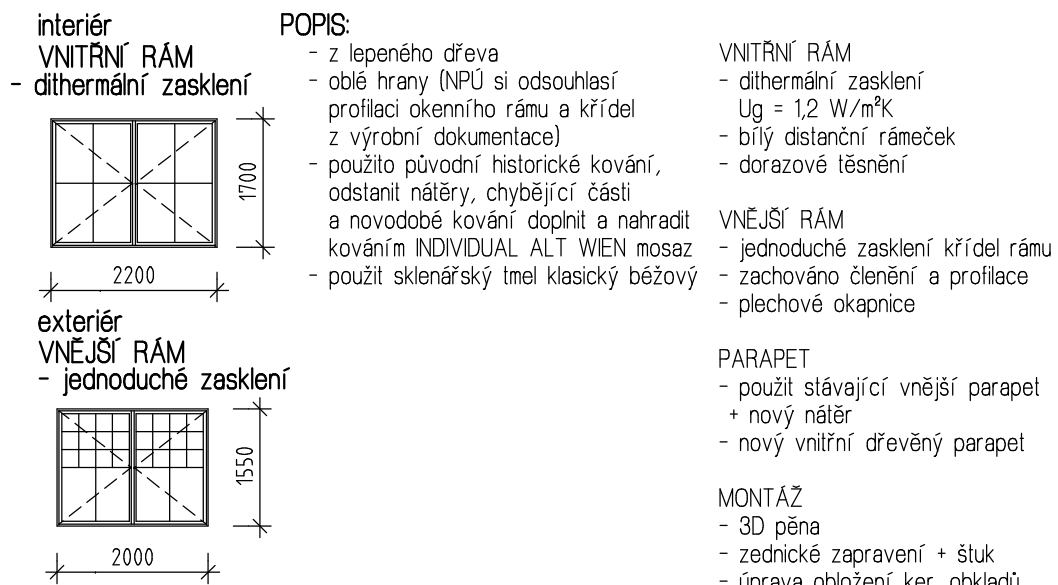 interiér
VNITŘNÍ RÁM
- dithermální zasklení
1700
2200
exteriér
VNĚJŠÍ RÁM
- jednoduché zasklení
1550
2000
POPIS:
- z lepeného dřeva
- oblé hrany (NPÚ si odsouhlasí
profilaci okenního rámu a křídel
z výrobní dokumentace)
- použito původní historické kování,
odstanit nátěry, chybějící části
a novodobé kování doplnit a nahradit
kováním INDIVIDUAL ALT WIEN mosaz
- použit sklenářský tmel klasický béžový
VNITŘNÍ RÁM
- dithermální zasklení
Ug = 1,2 W/m²K
- bílý distanční rámeček
- dorazové těsnění
VNĚJŠÍ RÁM
- jednoduché zasklení křídel rámu
- zachováno členění a profilace
- plechové okapnice
PARAPET
- použit stávající vnější parapet
+ nový nátěr
- nový vnitřní dřevěný parapet
MONTÁŽ
- 3D pěna
- zednické zapravení + štuk
- úprava obložení ker. obkladů